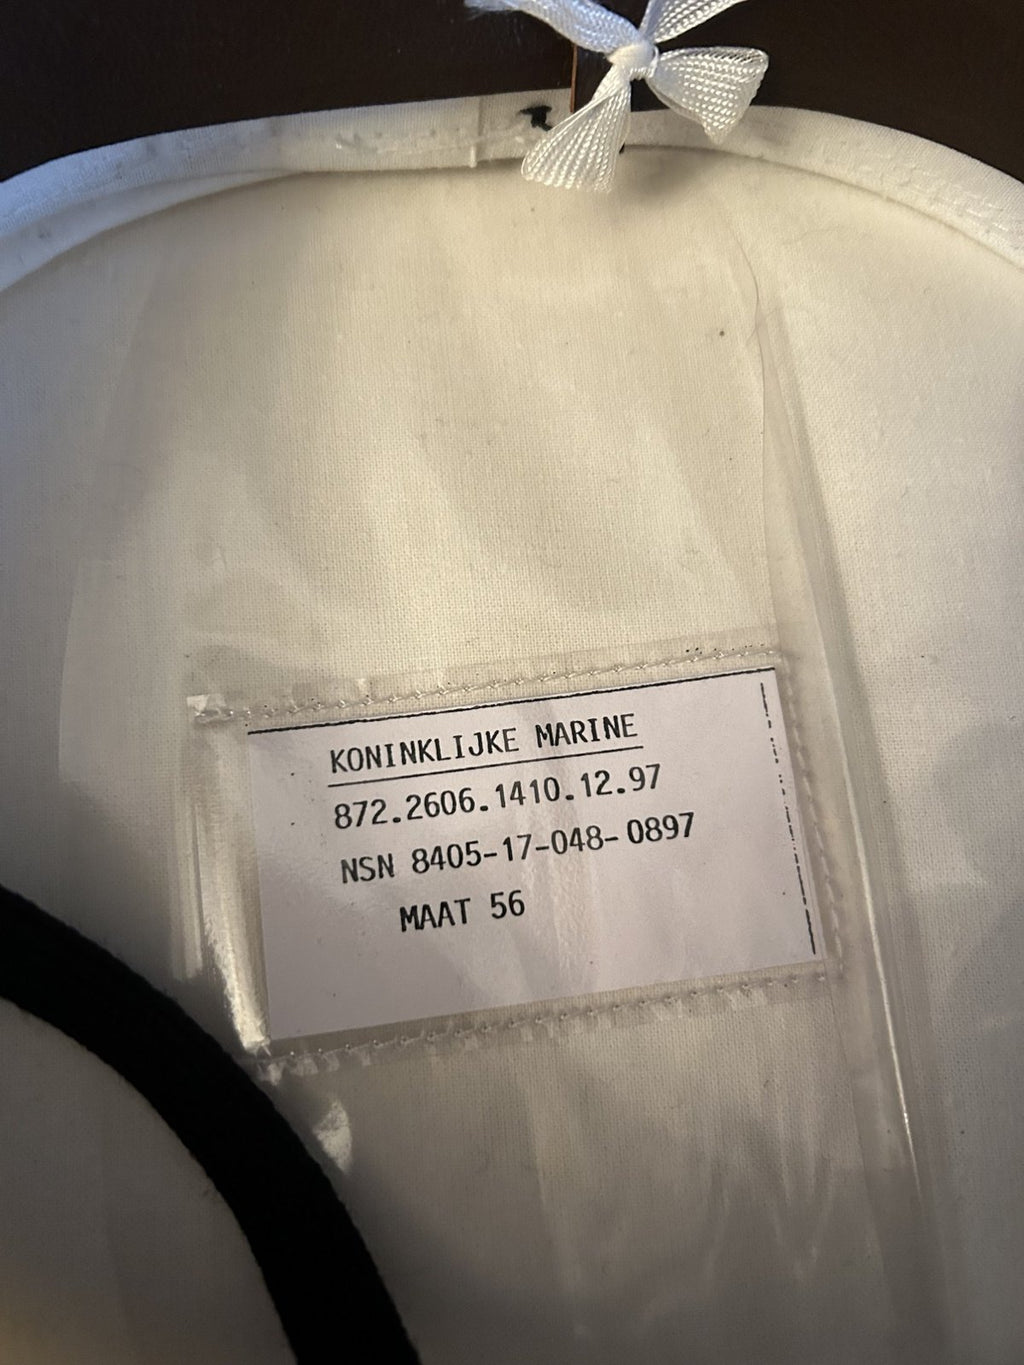 KONINKLIJKE MARINE
872.2606.1410.12.97
NSN 8405-17-048-0897
MAAT 56